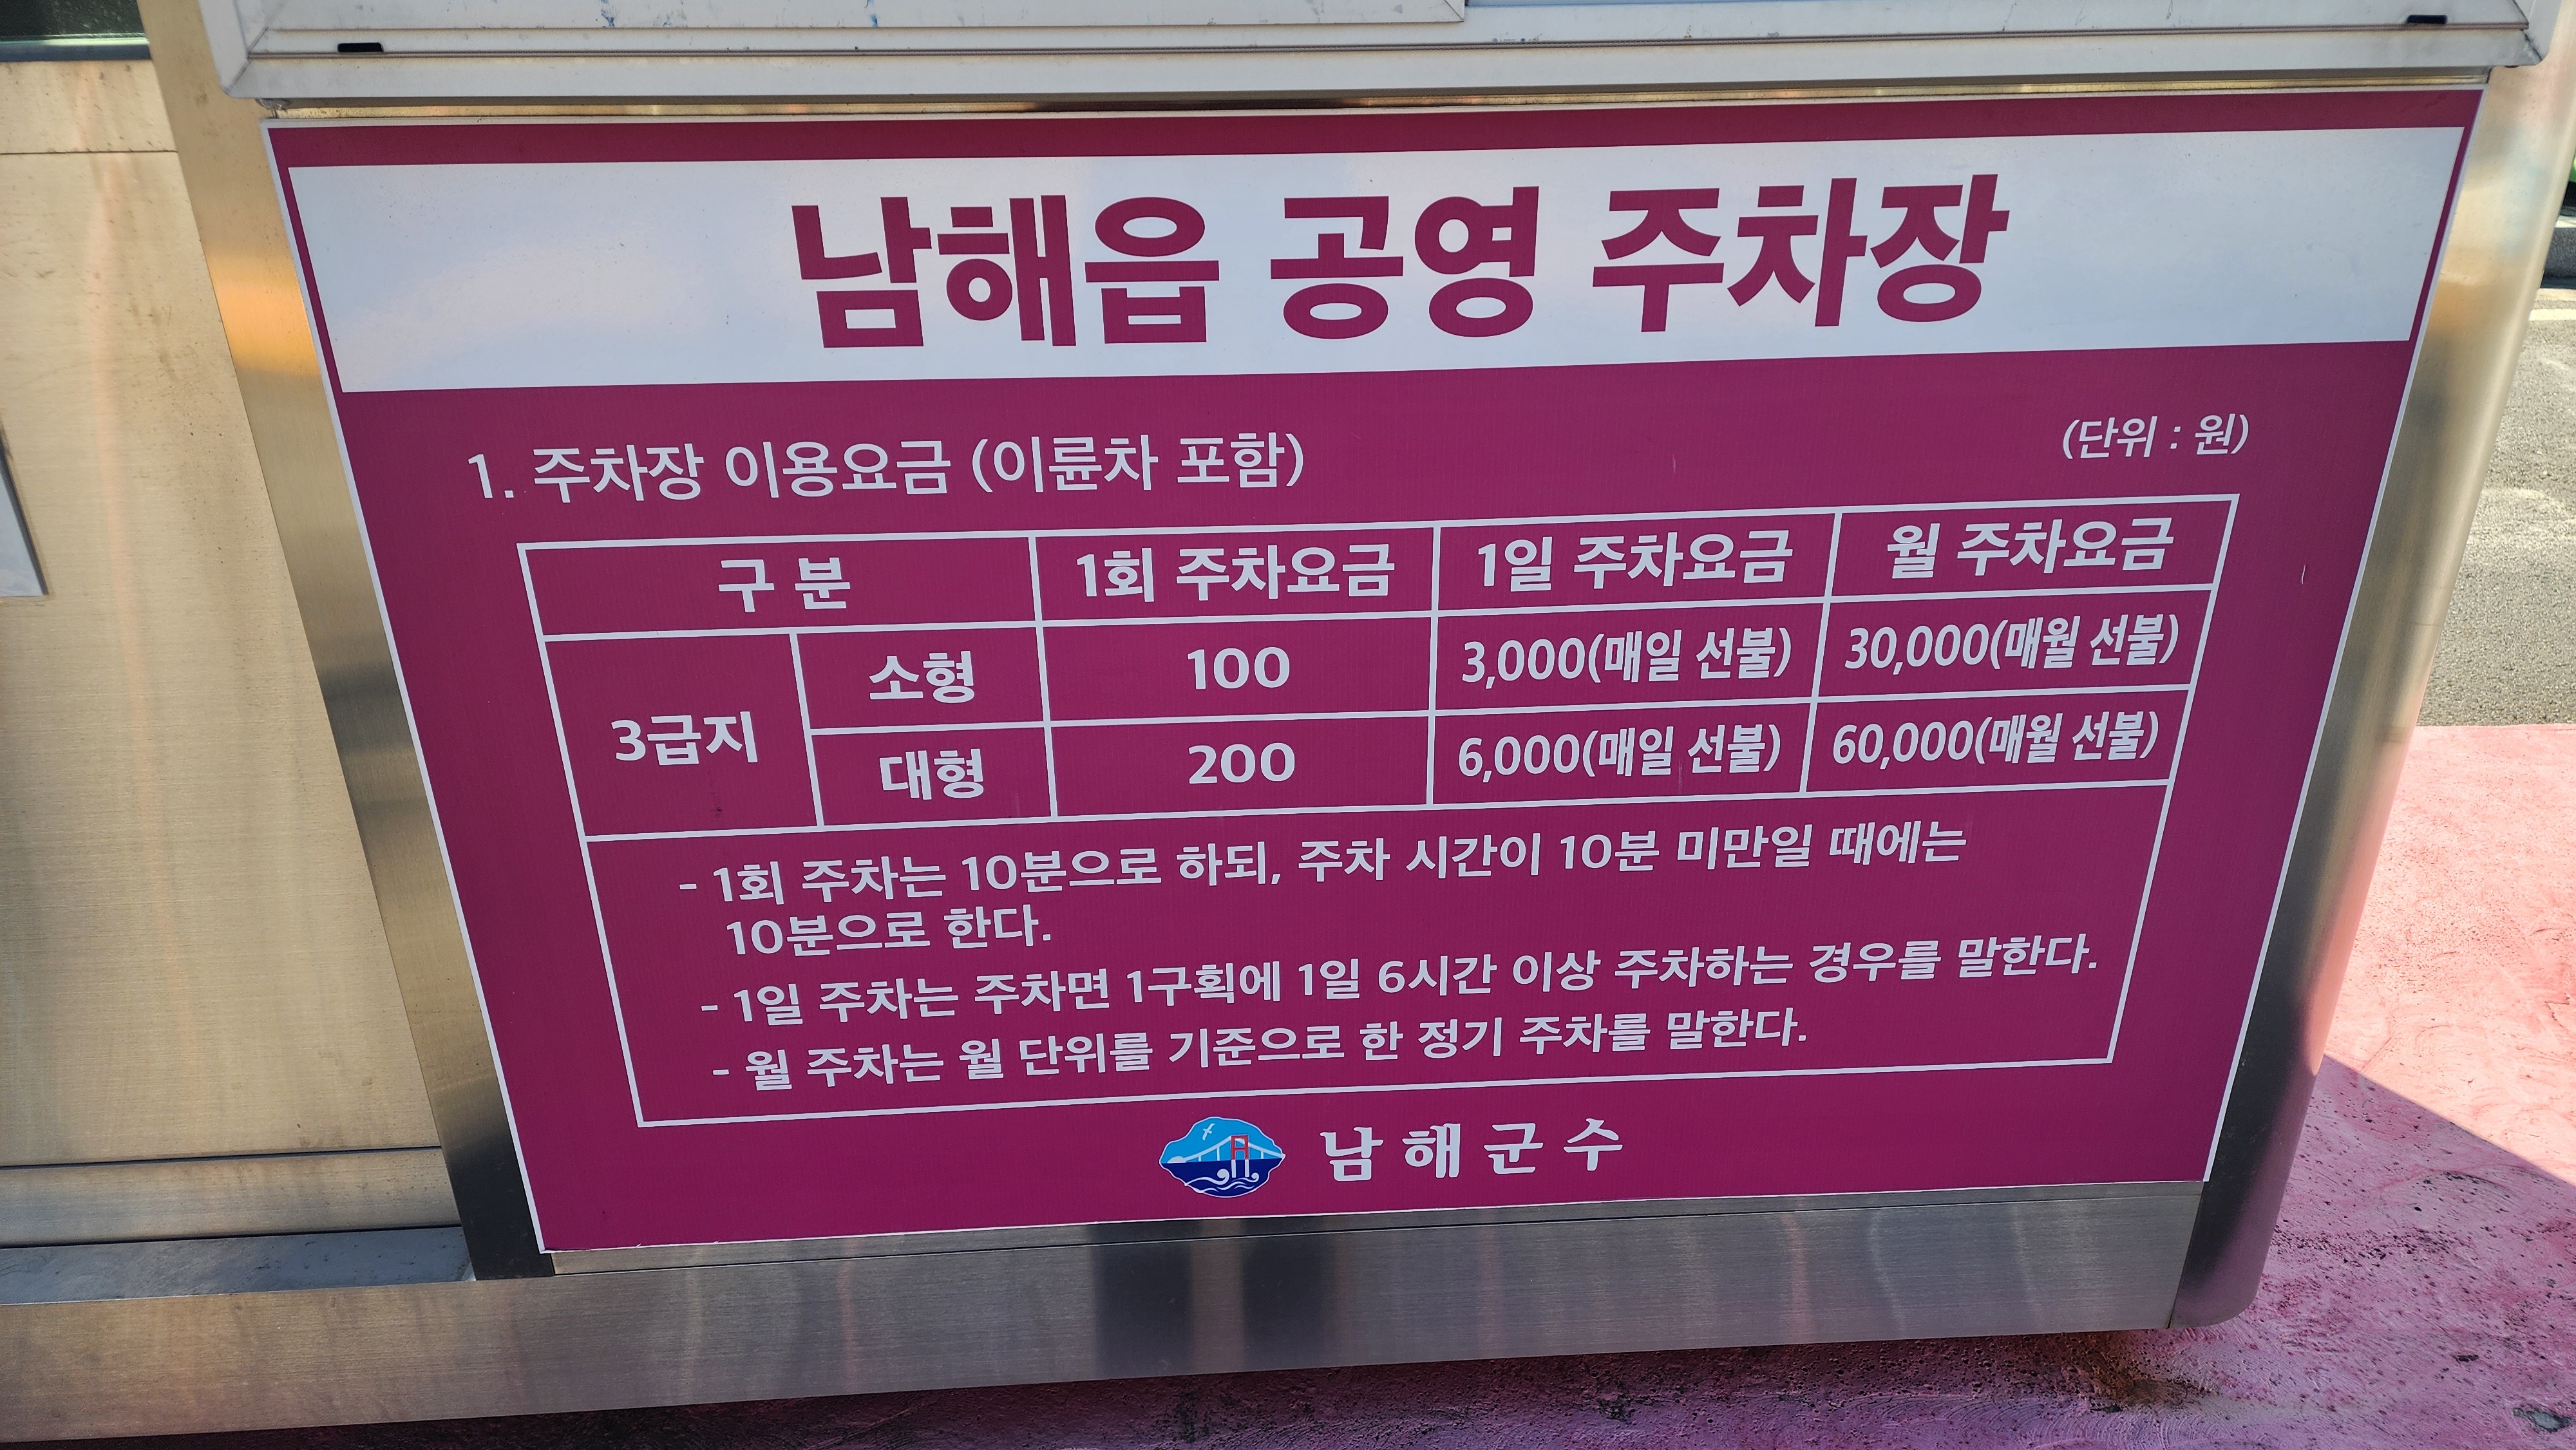 남해읍 공영 주차장
1. 주차장 이용요금 (이륜차 포함)
(단위 : 원)
구 분 1회 주차요금 1일 주차요금 월 주차요금
3급지
소형 100 3,000(매일 선불) 30,000(매월 선불)
대형 200 6,000(매일 선불) 60,000(매월 선불)
- 1회 주차는 10분으로 하되, 주차 시간이 10분 미만일 때에는
10분으로 한다.
- 1일 주차는 주차면 1구획에 1일 6시간 이상 주차하는 경우를 말한다.
- 월 주차는 월 단위를 기준으로 한 정기 주차를 말한다.
남해군수